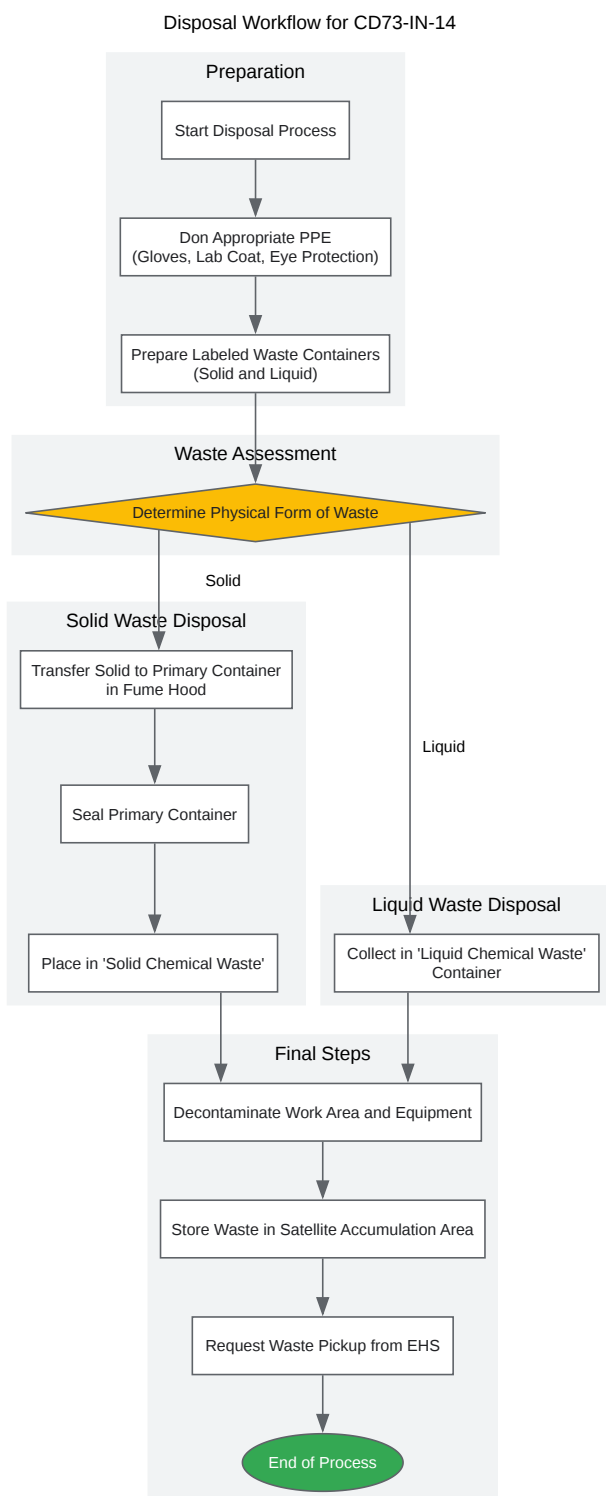 Disposal Workflow for CD73-IN-14
Preparation
Start Disposal Process
Don Appropriate PPE
(Gloves, Lab Coat, Eye Protection)
Prepare Labeled Waste Containers
(Solid and Liquid)
Waste Assessment
Determine Physical Form of Waste
Solid
Solid Waste Disposal
Transfer Solid to Primary Container
in Fume Hood
Liquid
Seal Primary Container
Liquid Waste Disposal
Place in 'Solid Chemical Waste'
Collect in 'Liquid Chemical Waste'
Container
Final Steps
Decontaminate Work Area and Equipment
Store Waste in Satellite Accumulation Area
Request Waste Pickup from EHS
End of Process